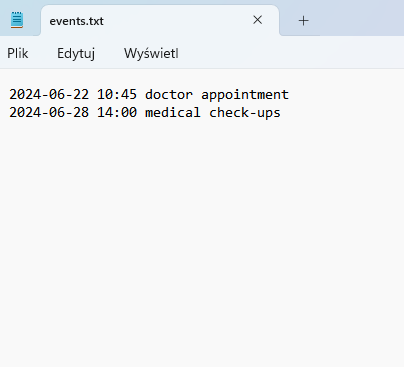 events.txt
Plik Edytuj Wyświetl
2024-06-22 10:45 doctor appointment
2024-06-28 14:00 medical check-ups